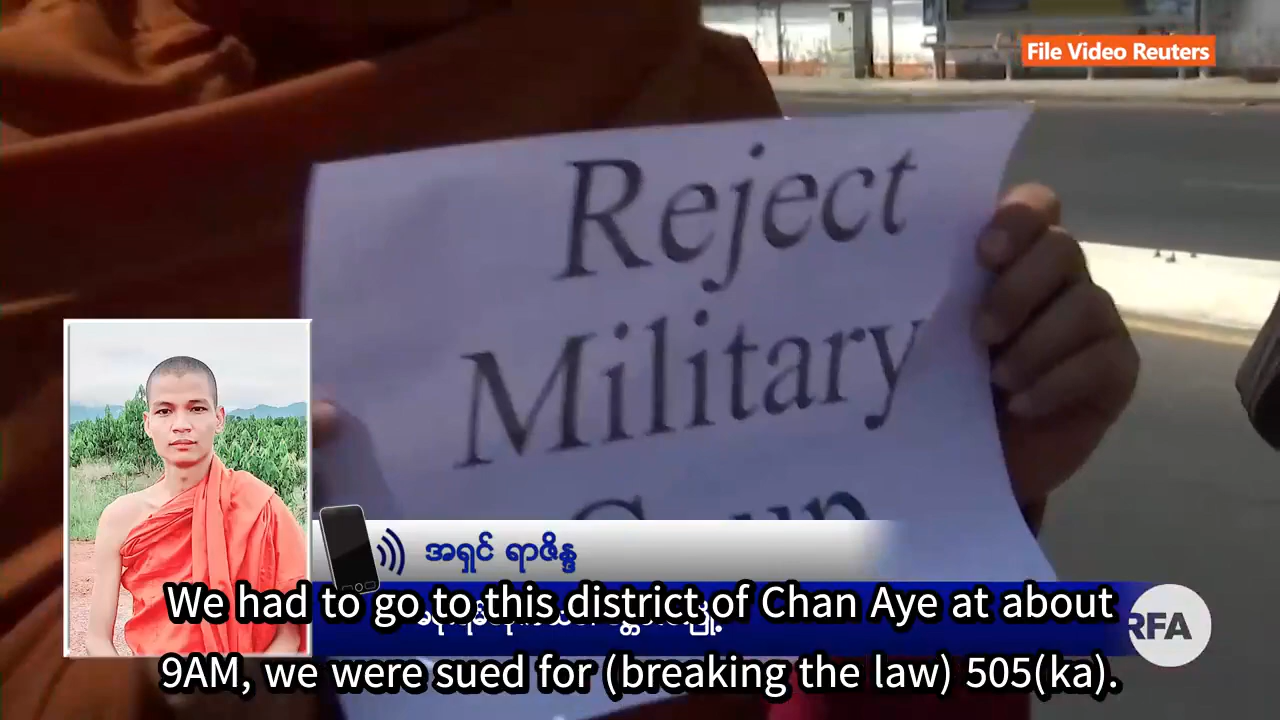 File Video Reuters
Reject
Military
Coup
အရှင် ရာဇိန္ဒ
We had to go to this district of Chan Aye at about
RFA
9AM, we were sued for (breaking the law) 505(ka).